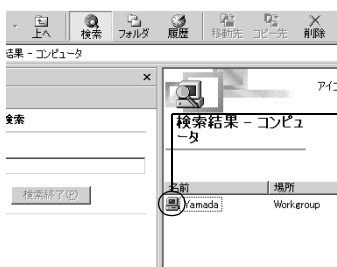 上へ 検索 フォルダ 履歴 移動先 コピー先 削除
結果 - コンピュータ
×
検索
検索終了(P)
アイコ
検索結果 - コンピュ
ータ
名前 場所
Yamada Workgroup